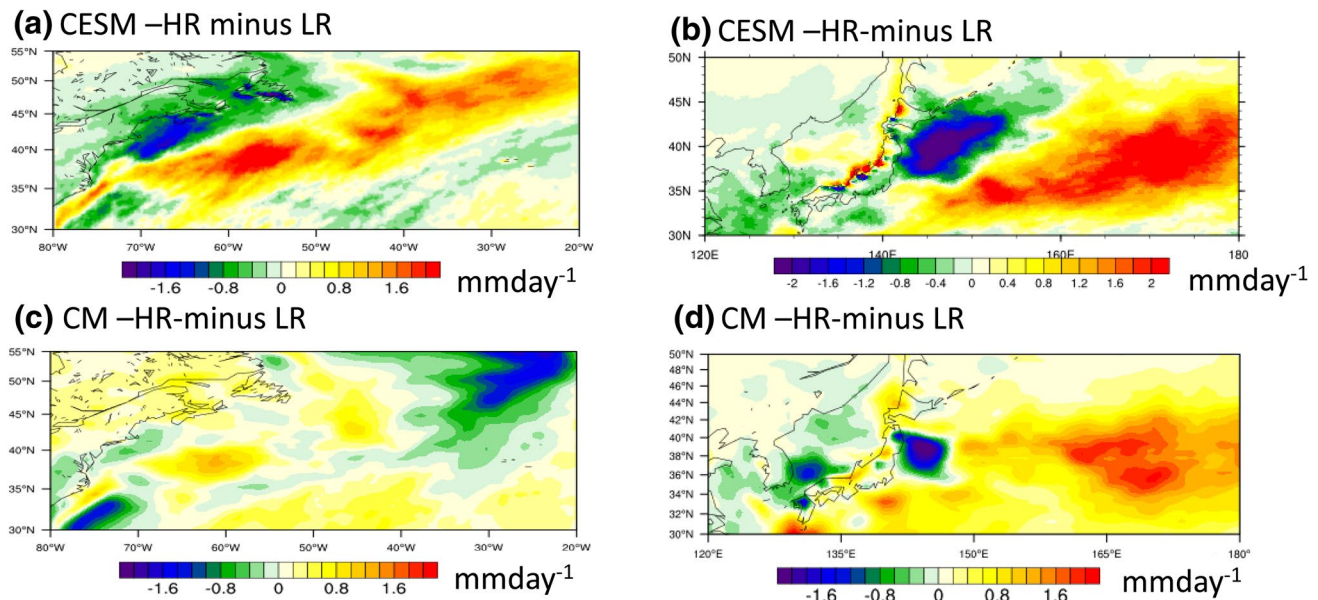 (a) CESM –HR minus LR
55°N
50°N
45°N
40°N
35°N
30°N
80°W 70°W 60°W 50°W 40°W 30°W 20°W
-1.6 -0.8 0 0.8 1.6
mmday-1
(b) CESM –HR-minus LR
50N
45N
40N
35N
30N
120E 140E 160E 180
-2 -1.6 -1.2 -0.8 -0.4 0 0.4 0.8 1.2 1.6 2
mmday-1
(c) CM –HR-minus LR
55°N
50°N
45°N
40°N
35°N
30°N
80°W 70°W 60°W 50°W 40°W 30°W 20°W
-1.6 -0.8 0 0.8 1.6
mmday-1
(d) CM –HR-minus LR
50°N
48°N
46°N
44°N
42°N
40°N
38°N
36°N
34°N
32°N
30°N
120°E 135°E 150°E 165°E 180°
-1.6 -0.8 0 0.8 1.6
mmday-1